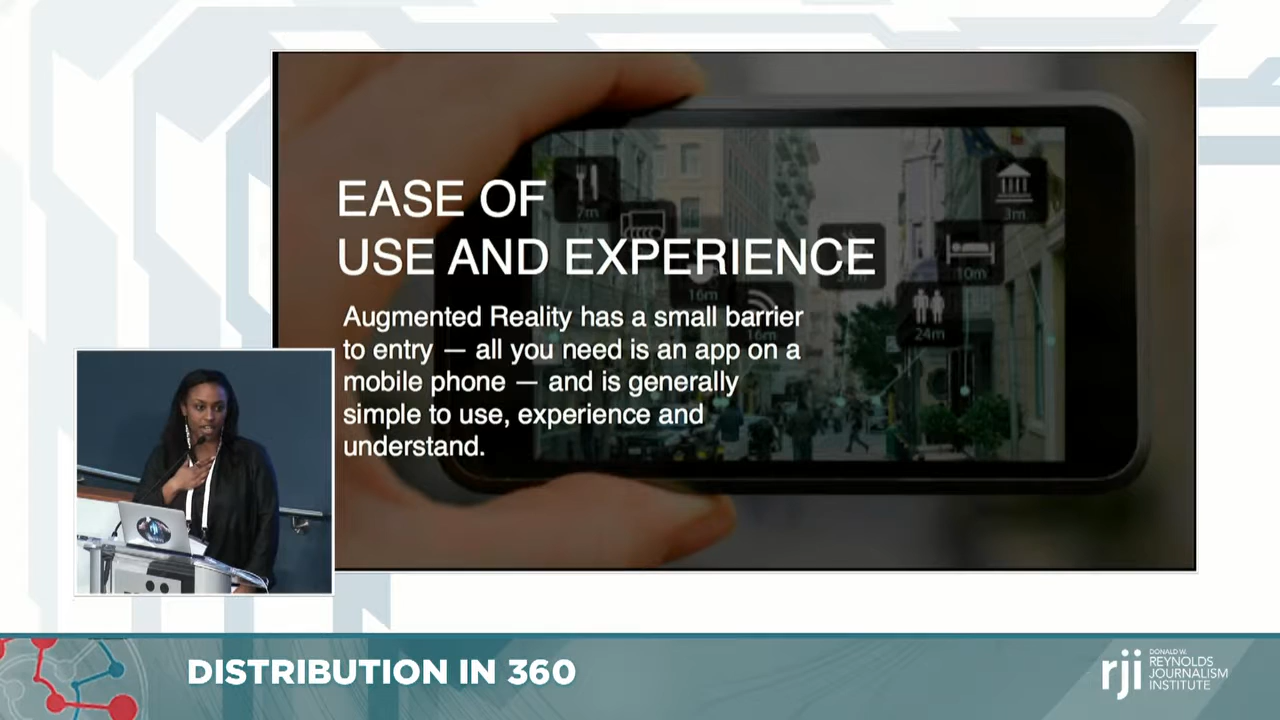 EASE OF
USE AND EXPERIENCE
Augmented Reality has a small barrier
to entry — all you need is an app on a
mobile phone — and is generally
simple to use, experience and
understand.
7m
3m
16m
10m
16m
24m
DISTRIBUTION IN 360
rji
DONALD W.
REYNOLDS
JOURNALISM
INSTITUTE